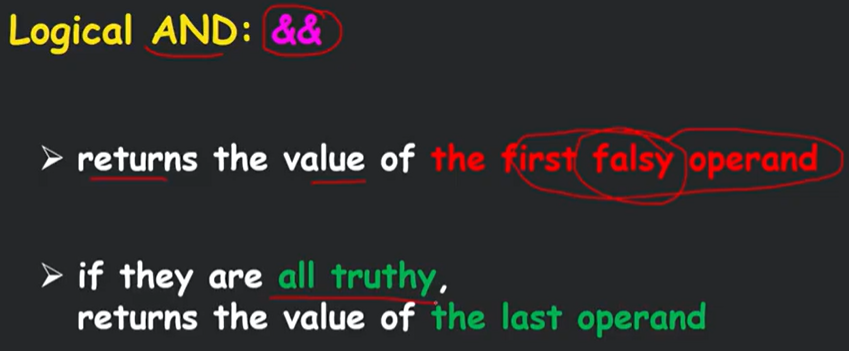 Logical AND: &&
➢ returns the value of the first falsy operand
➢ if they are all truthy,
returns the value of the last operand